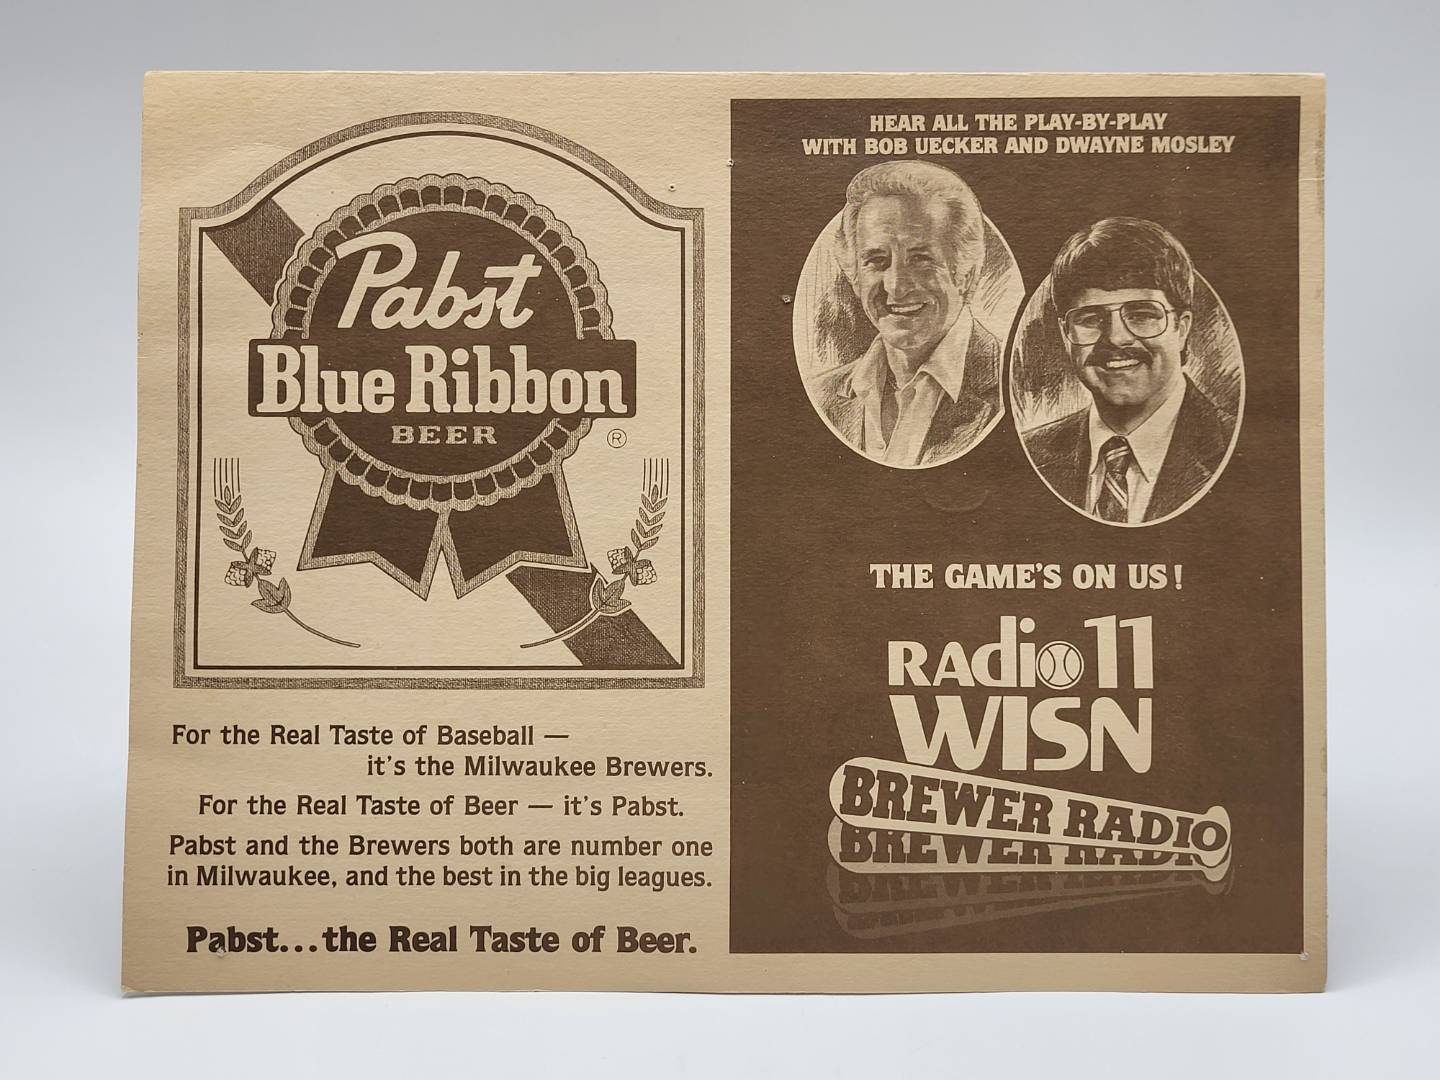 Pabst
Blue Ribbon
BEER
®
For the Real Taste of Baseball —
it's the Milwaukee Brewers.
For the Real Taste of Beer — it's Pabst.
Pabst and the Brewers both are number one
in Milwaukee, and the best in the big leagues.
Pabst...the Real Taste of Beer.
HEAR ALL THE PLAY-BY-PLAY
WITH BOB UECKER AND DWAYNE MOSLEY
THE GAME'S ON US!
RAdio 11
WISN
BREWER RADIO
BREWER RADIO